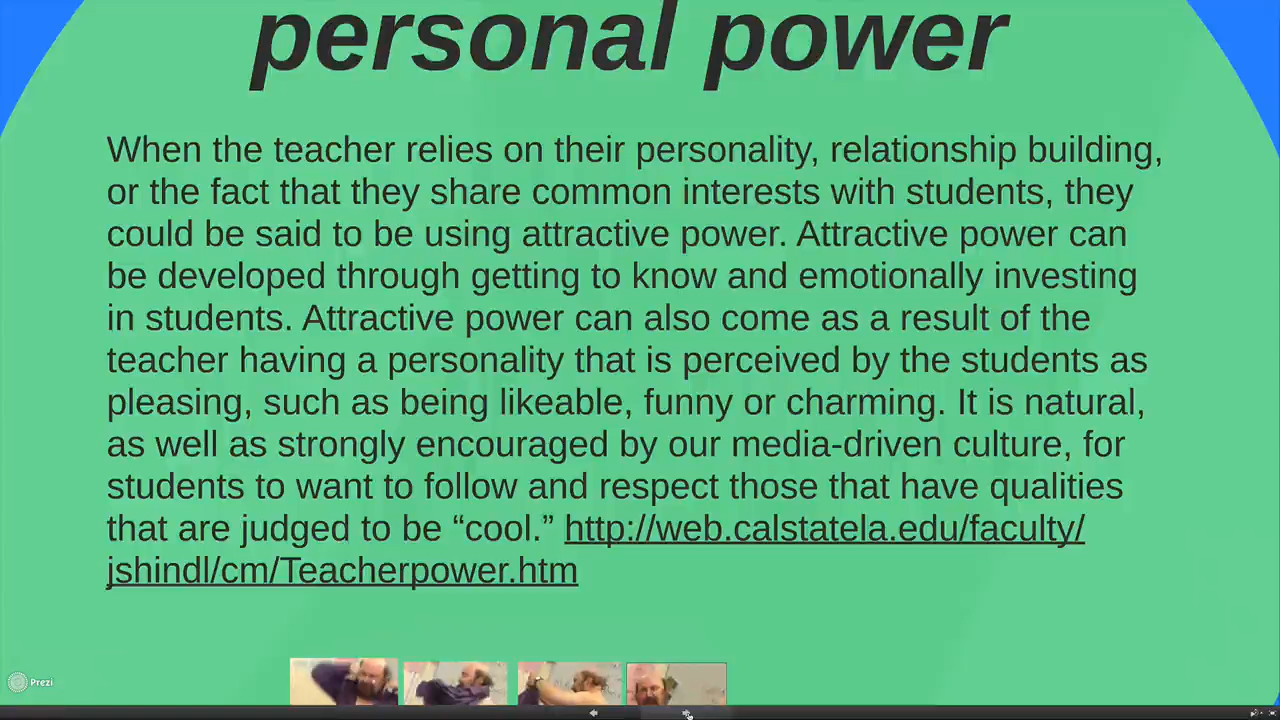 personal power
When the teacher relies on their personality, relationship building,
or the fact that they share common interests with students, they
could be said to be using attractive power. Attractive power can
be developed through getting to know and emotionally investing
in students. Attractive power can also come as a result of the
teacher having a personality that is perceived by the students as
pleasing, such as being likeable, funny or charming. It is natural,
as well as strongly encouraged by our media-driven culture, for
students to want to follow and respect those that have qualities
that are judged to be “cool.” http://web.calstatela.edu/faculty/
jshindl/cm/Teacherpower.htm
Prezi